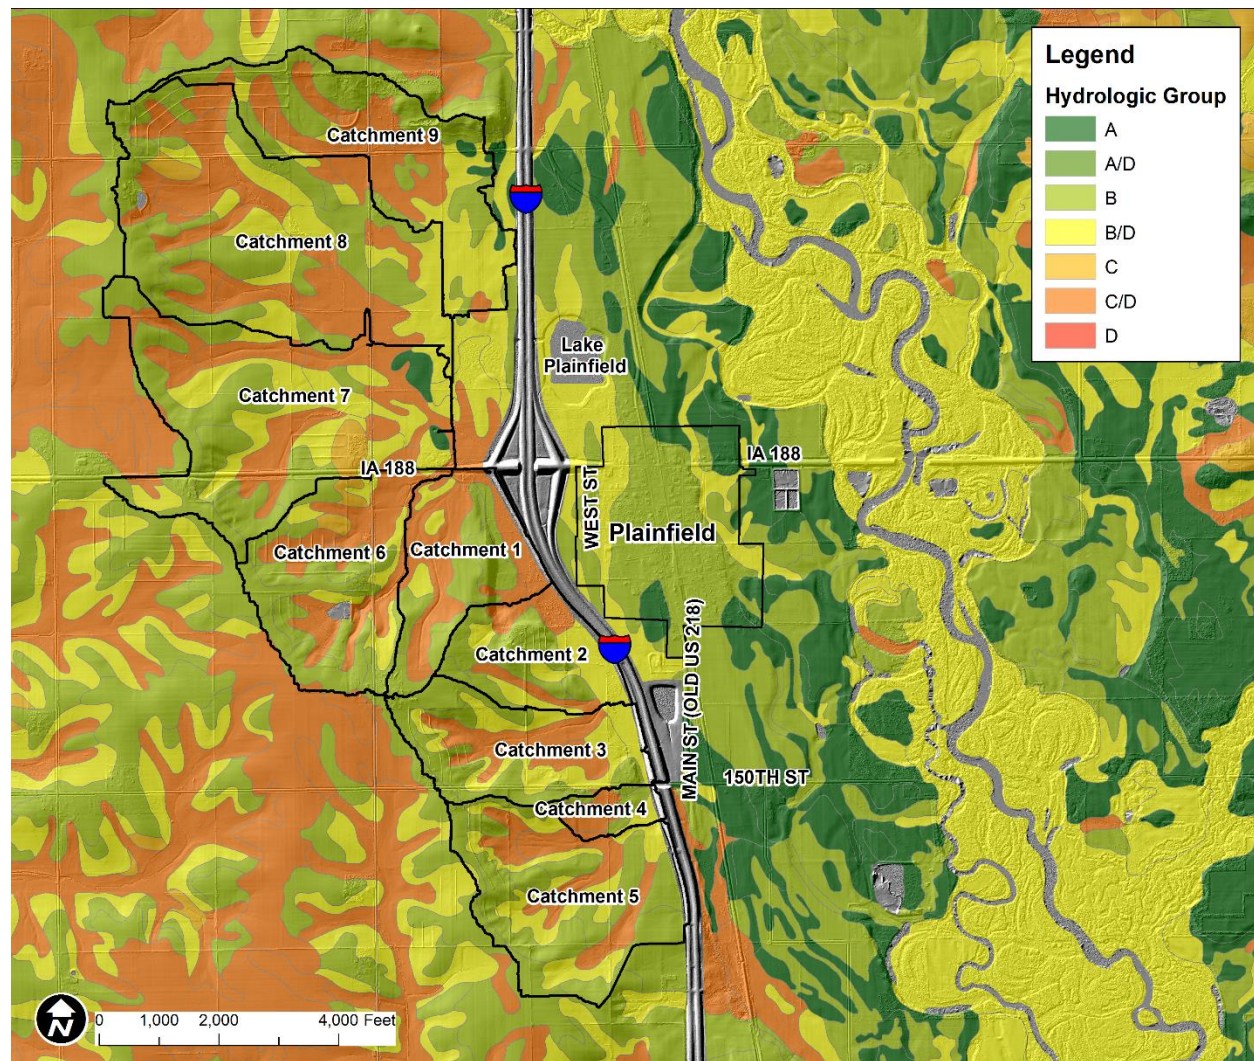 Legend
Hydrologic Group
A
A/D
B
B/D
C
C/D
D
Catchment 9
Catchment 8
Lake
Plainfield
Catchment 7
IA 188
IA 188
WEST ST
Plainfield
Catchment 6
Catchment 1
Catchment 2
MAIN ST (OLD US 218)
Catchment 3
150TH ST
Catchment 4
Catchment 5
N
0 1,000 2,000 4,000 Feet